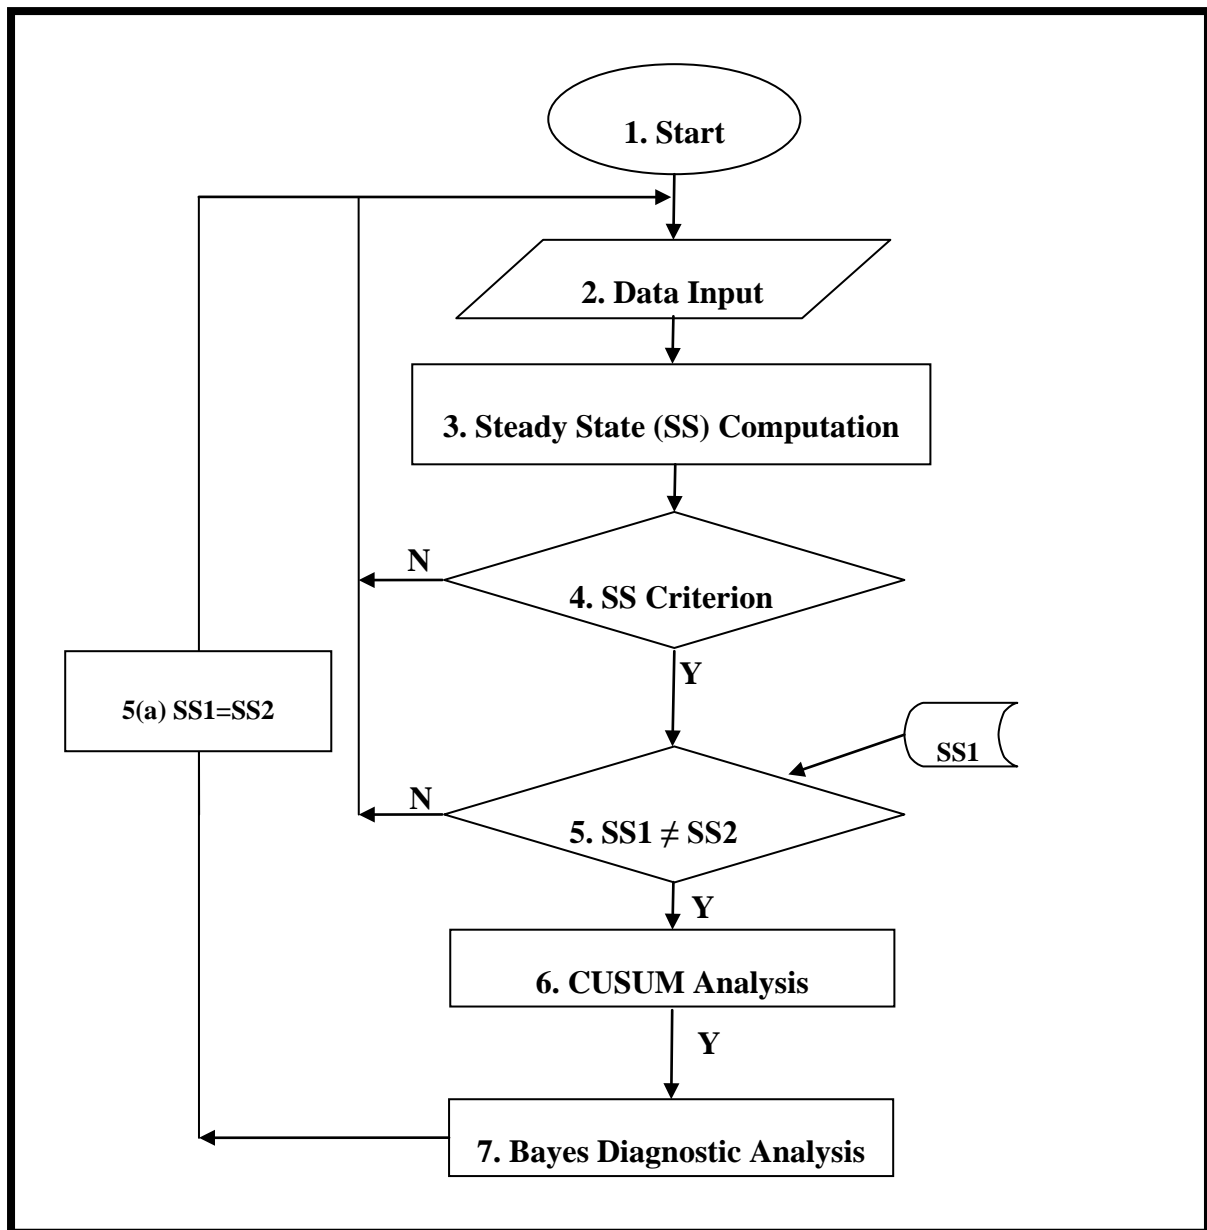 1. Start
2. Data Input
3. Steady State (SS) Computation
N
4. SS Criterion
Y
5(a) SS1=SS2
SS1
N
5. SS1 ≠ SS2
Y
6. CUSUM Analysis
Y
7. Bayes Diagnostic Analysis